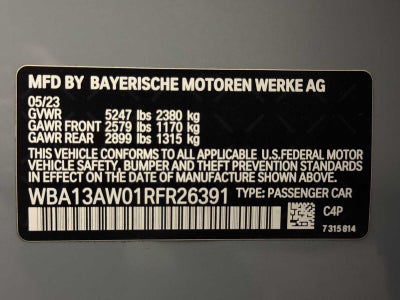 MFD BY BAYERISCHE MOTOREN WERKE AG
05/23
GVWR 5247 lbs 2380 kg
GAWR FRONT 2579 lbs 1170 kg
GAWR REAR 2899 lbs 1315 kg
THIS VEHICLE CONFORMS TO ALL APPLICABLE U.S.FEDERAL MOTOR
VEHICLE SAFETY, BUMPER AND THEFT PREVENTION STANDARDS
IN EFFECT ON THE DATE OF MANUFACTURE SHOWN ABOVE.
WBA13AW01RFR26391 TYPE: PASSENGER CAR
C4P
7 315 814